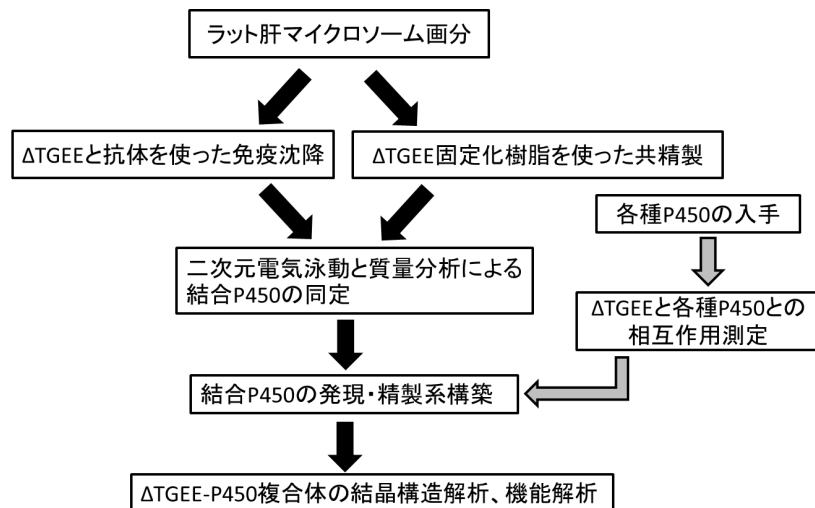 ラット肝マイクロソーム画分
ΔTGEEと抗体を使った免疫沈降
ΔTGEE固定化樹脂を使った共精製
各種P450の入手
二次元電気泳動と質量分析による
結合P450の同定
ΔTGEEと各種P450との
相互作用測定
結合P450の発現・精製系構築
ΔTGEE-P450複合体の結晶構造解析、機能解析